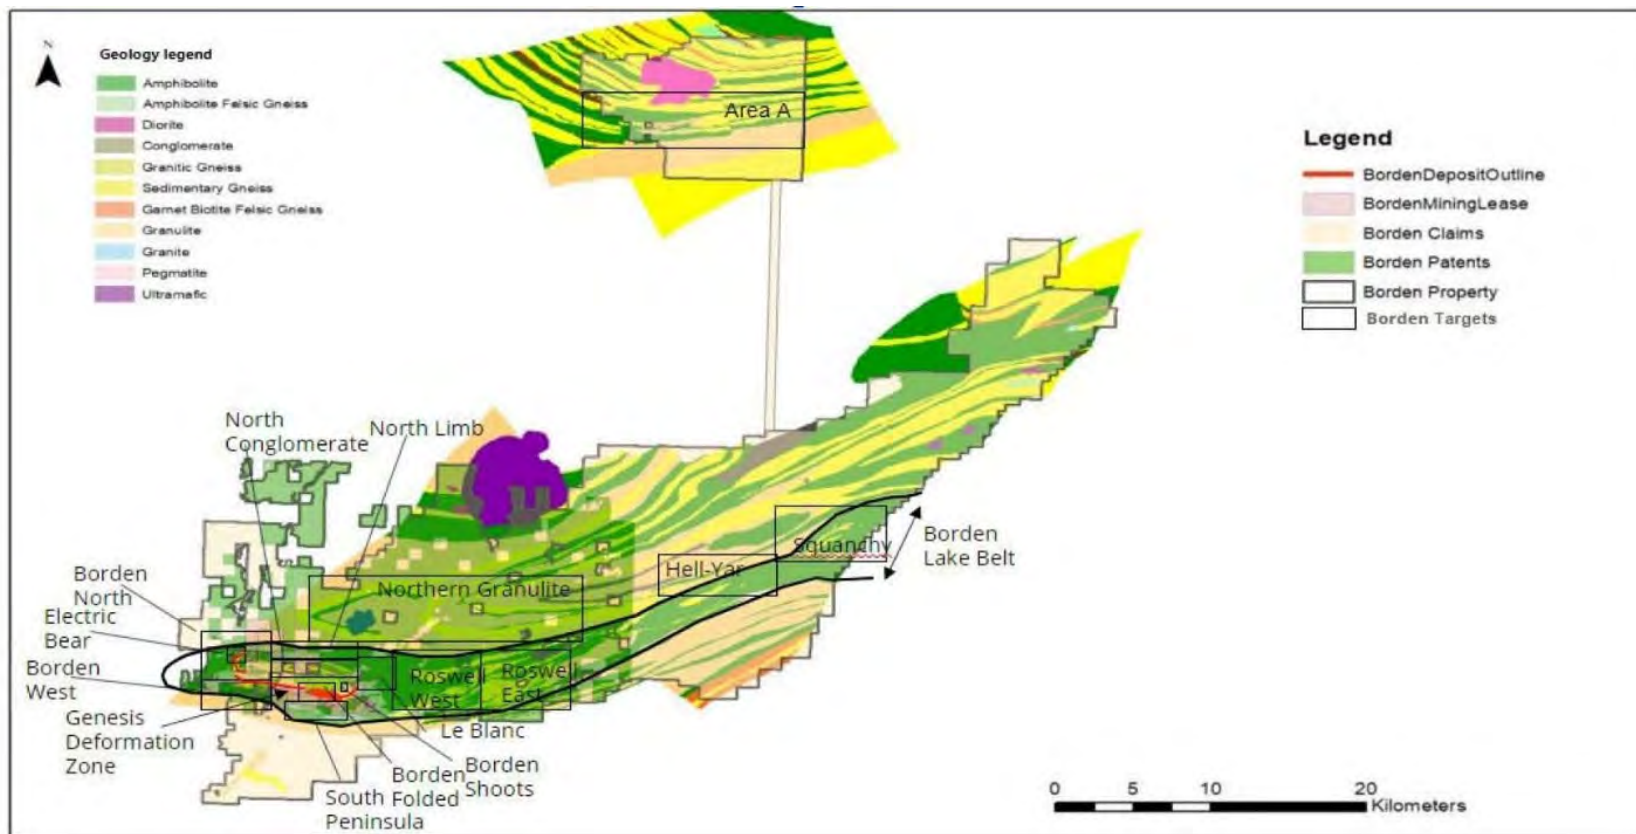 N
Geology legend
Amphibolite
Amphibolite Felsic Gneiss
Diorite
Conglomerate
Granitic Gneiss
Sedimentary Gneiss
Garnet Biotite Felsic Gneiss
Granulite
Granite
Pegmatite
Ultramafic
Area A
Legend
BordenDepositOutline
BordenMiningLease
Borden Claims
Borden Patents
Borden Property
Borden Targets
North
Conglomerate
North Limb
Borden
North
Electric
Bear
Borden
West
Genesis
Deformation
Zone
Northern Granulite
Hell-Yar
Squanchy
Borden
Lake Belt
Roswell
West
Roswell
East
Le Blanc
Borden
Shoots
Borden
Folded
South
Peninsula
0 5 10 20
Kilometers